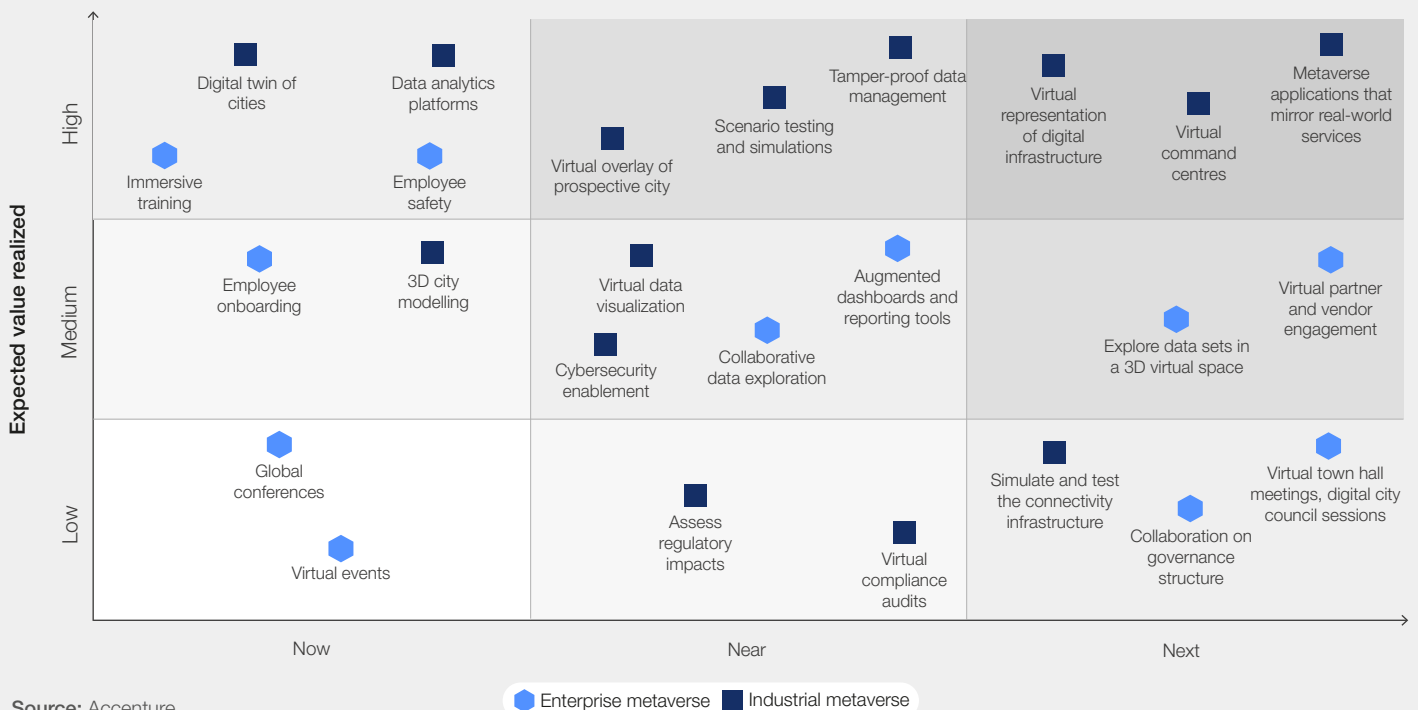 Expected value realized
High
Medium
Low
Digital twin of
cities
Data analytics
platforms
Immersive
training
Employee
safety
Virtual overlay of
prospective city
Scenario testing
and simulations
Tamper-proof data
management
Virtual
representation
of digital
infrastructure
Virtual
command
centres
Metaverse
applications that
mirror real-world
services
Employee
onboarding
3D city
modelling
Virtual data
visualization
Cybersecurity
enablement
Collaborative
data exploration
Augmented
dashboards and
reporting tools
Explore data sets in
a 3D virtual space
Virtual partner
and vendor
engagement
Global
conferences
Virtual events
Assess
regulatory
impacts
Virtual
compliance
audits
Simulate and test
the connectivity
infrastructure
Collaboration on
governance
structure
Virtual town hall
meetings, digital city
council sessions
Now
Near
Next
Enterprise metaverse
Industrial metaverse
Source: Accenture